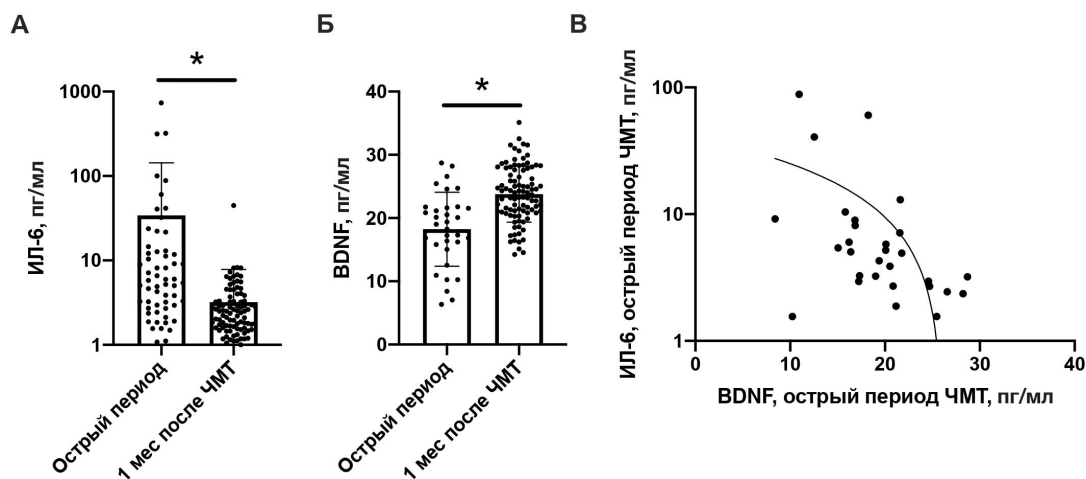 А
*
1000
100
10
1
ИЛ-6, пг/мл
Острый период
1 мес после ЧМТ
Б
*
40
30
20
10
0
BDNF, пг/мл
Острый период
1 мес после ЧМТ
В
100
10
1
ИЛ-6, острый период ЧМТ, пг/мл
0 10 20 30 40
BDNF, острый период ЧМТ, пг/мл